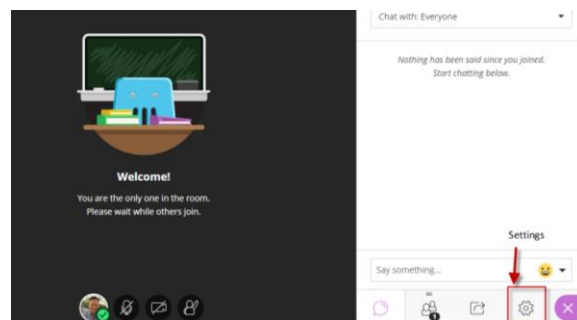 Chat with: Everyone
Nothing has been said since you joined.
Start chatting below.
Welcome!
You are the only one in the room.
Please wait while others join.
Settings
Say something...
1